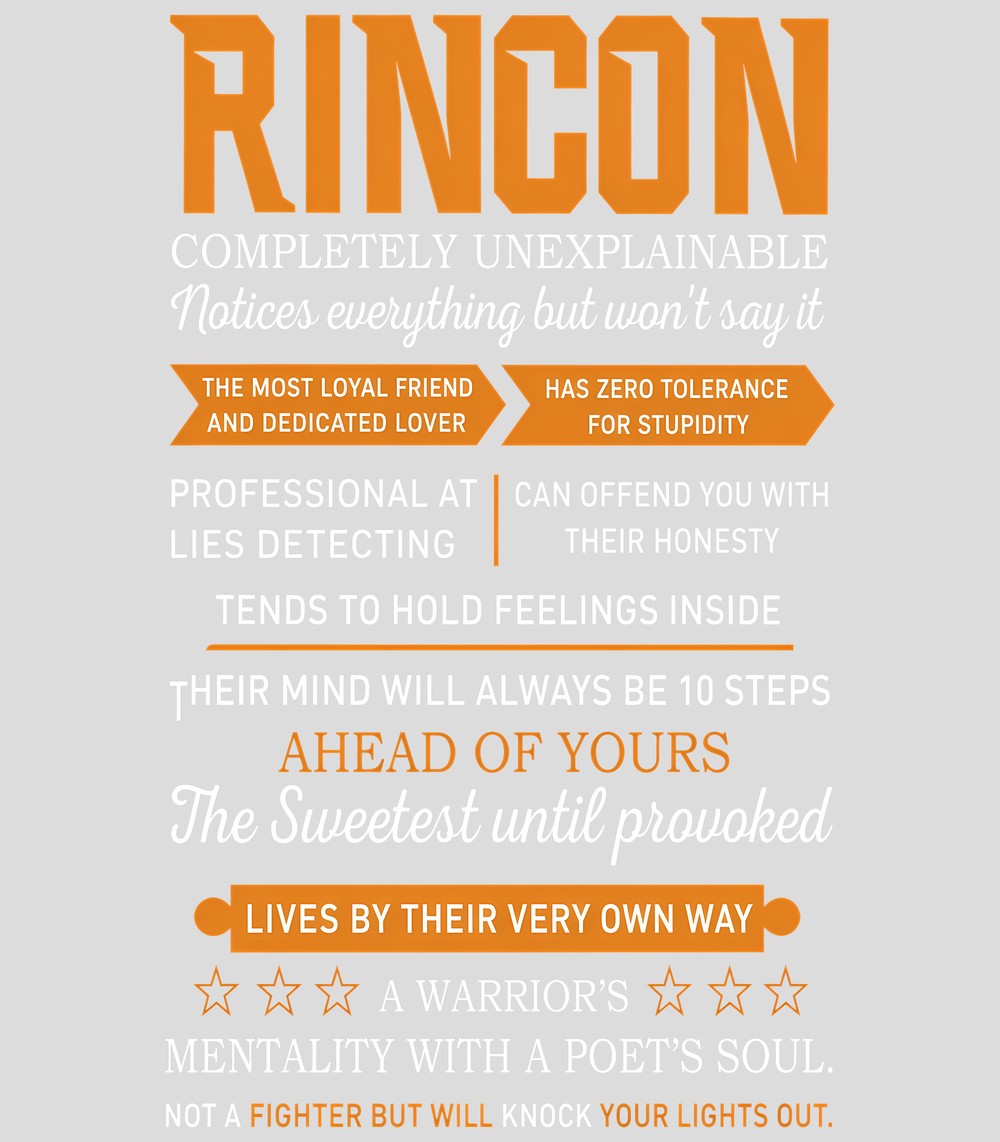 RINCON
COMPLETELY UNEXPLAINABLE
Notices everything but won't say it
THE MOST LOYAL FRIEND
AND DEDICATED LOVER
HAS ZERO TOLERANCE
FOR STUPIDITY
PROFESSIONAL AT
LIES DETECTING
CAN OFFEND YOU WITH
THEIR HONESTY
TENDS TO HOLD FEELINGS INSIDE
THEIR MIND WILL ALWAYS BE 10 STEPS
AHEAD OF YOURS
The Sweetest until provoked
LIVES BY THEIR VERY OWN WAY
A WARRIOR'S
MENTALITY WITH A POET'S SOUL.
NOT A FIGHTER BUT WILL KNOCK YOUR LIGHTS OUT.